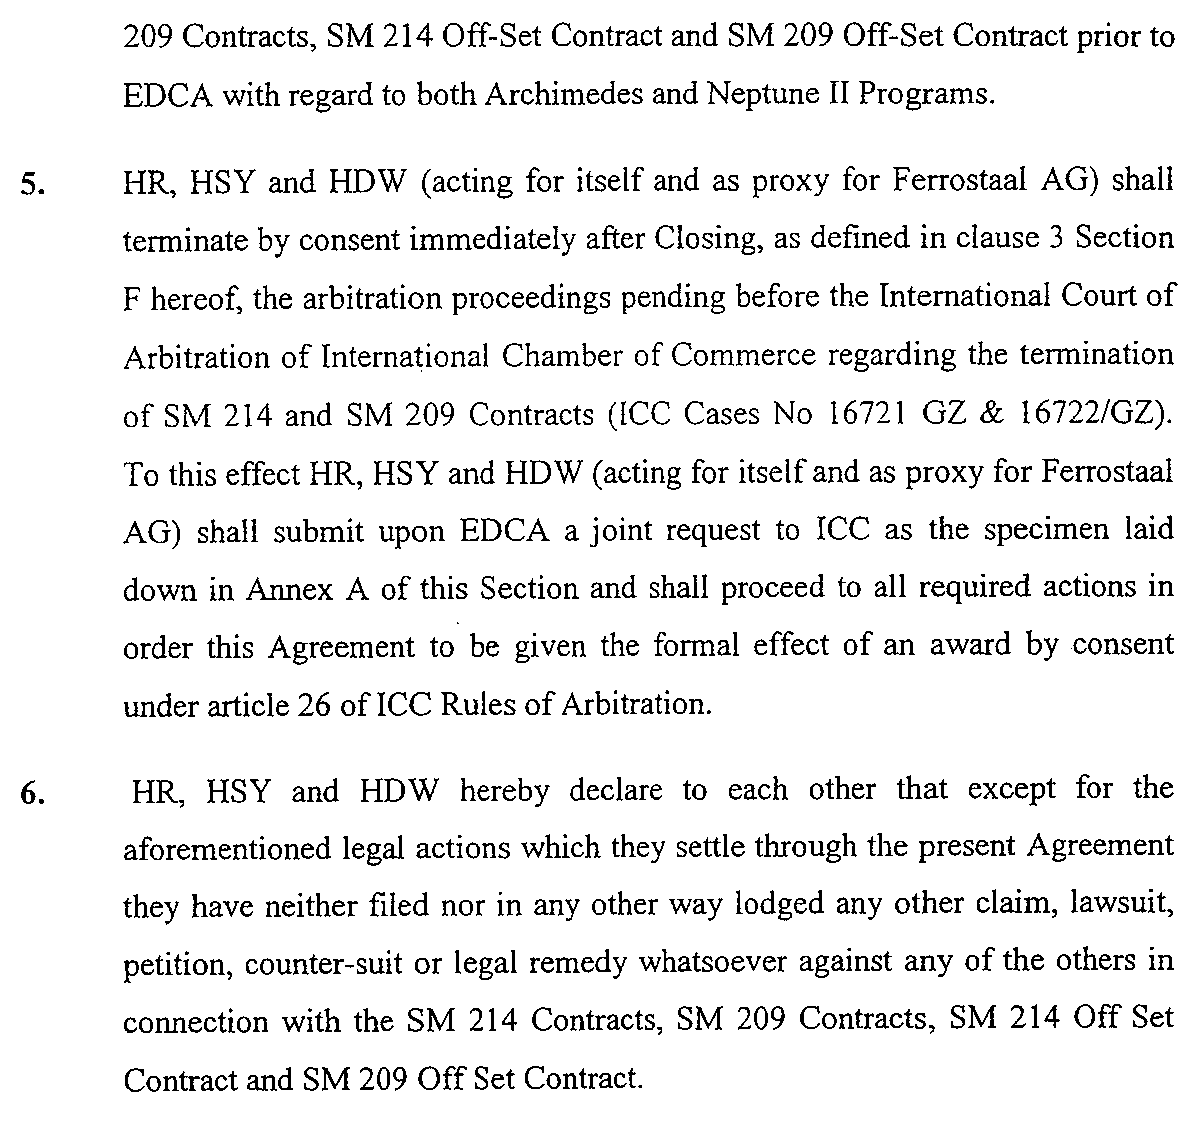 209 Contracts, SM 214 Off-Set Contract and SM 209 Off-Set Contract prior to
EDCA with regard to both Archimedes and Neptune II Programs.
5. HR, HSY and HDW (acting for itself and as proxy for Ferrostaal AG) shall
terminate by consent immediately after Closing, as defined in clause 3 Section
F hereof, the arbitration proceedings pending before the International Court of
Arbitration of International Chamber of Commerce regarding the termination
of SM 214 and SM 209 Contracts (ICC Cases No 16721 GZ & 16722/GZ).
To this effect HR, HSY and HDW (acting for itself and as proxy for Ferrostaal
AG) shall submit upon EDCA a joint request to ICC as the specimen laid
down in Annex A of this Section and shall proceed to all required actions in
order this Agreement to be given the formal effect of an award by consent
under article 26 of ICC Rules of Arbitration.
6. HR, HSY and HDW hereby declare to each other that except for the
aforementioned legal actions which they settle through the present Agreement
they have neither filed nor in any other way lodged any other claim, lawsuit,
petition, counter-suit or legal remedy whatsoever against any of the others in
connection with the SM 214 Contracts, SM 209 Contracts, SM 214 Off Set
Contract and SM 209 Off Set Contract.